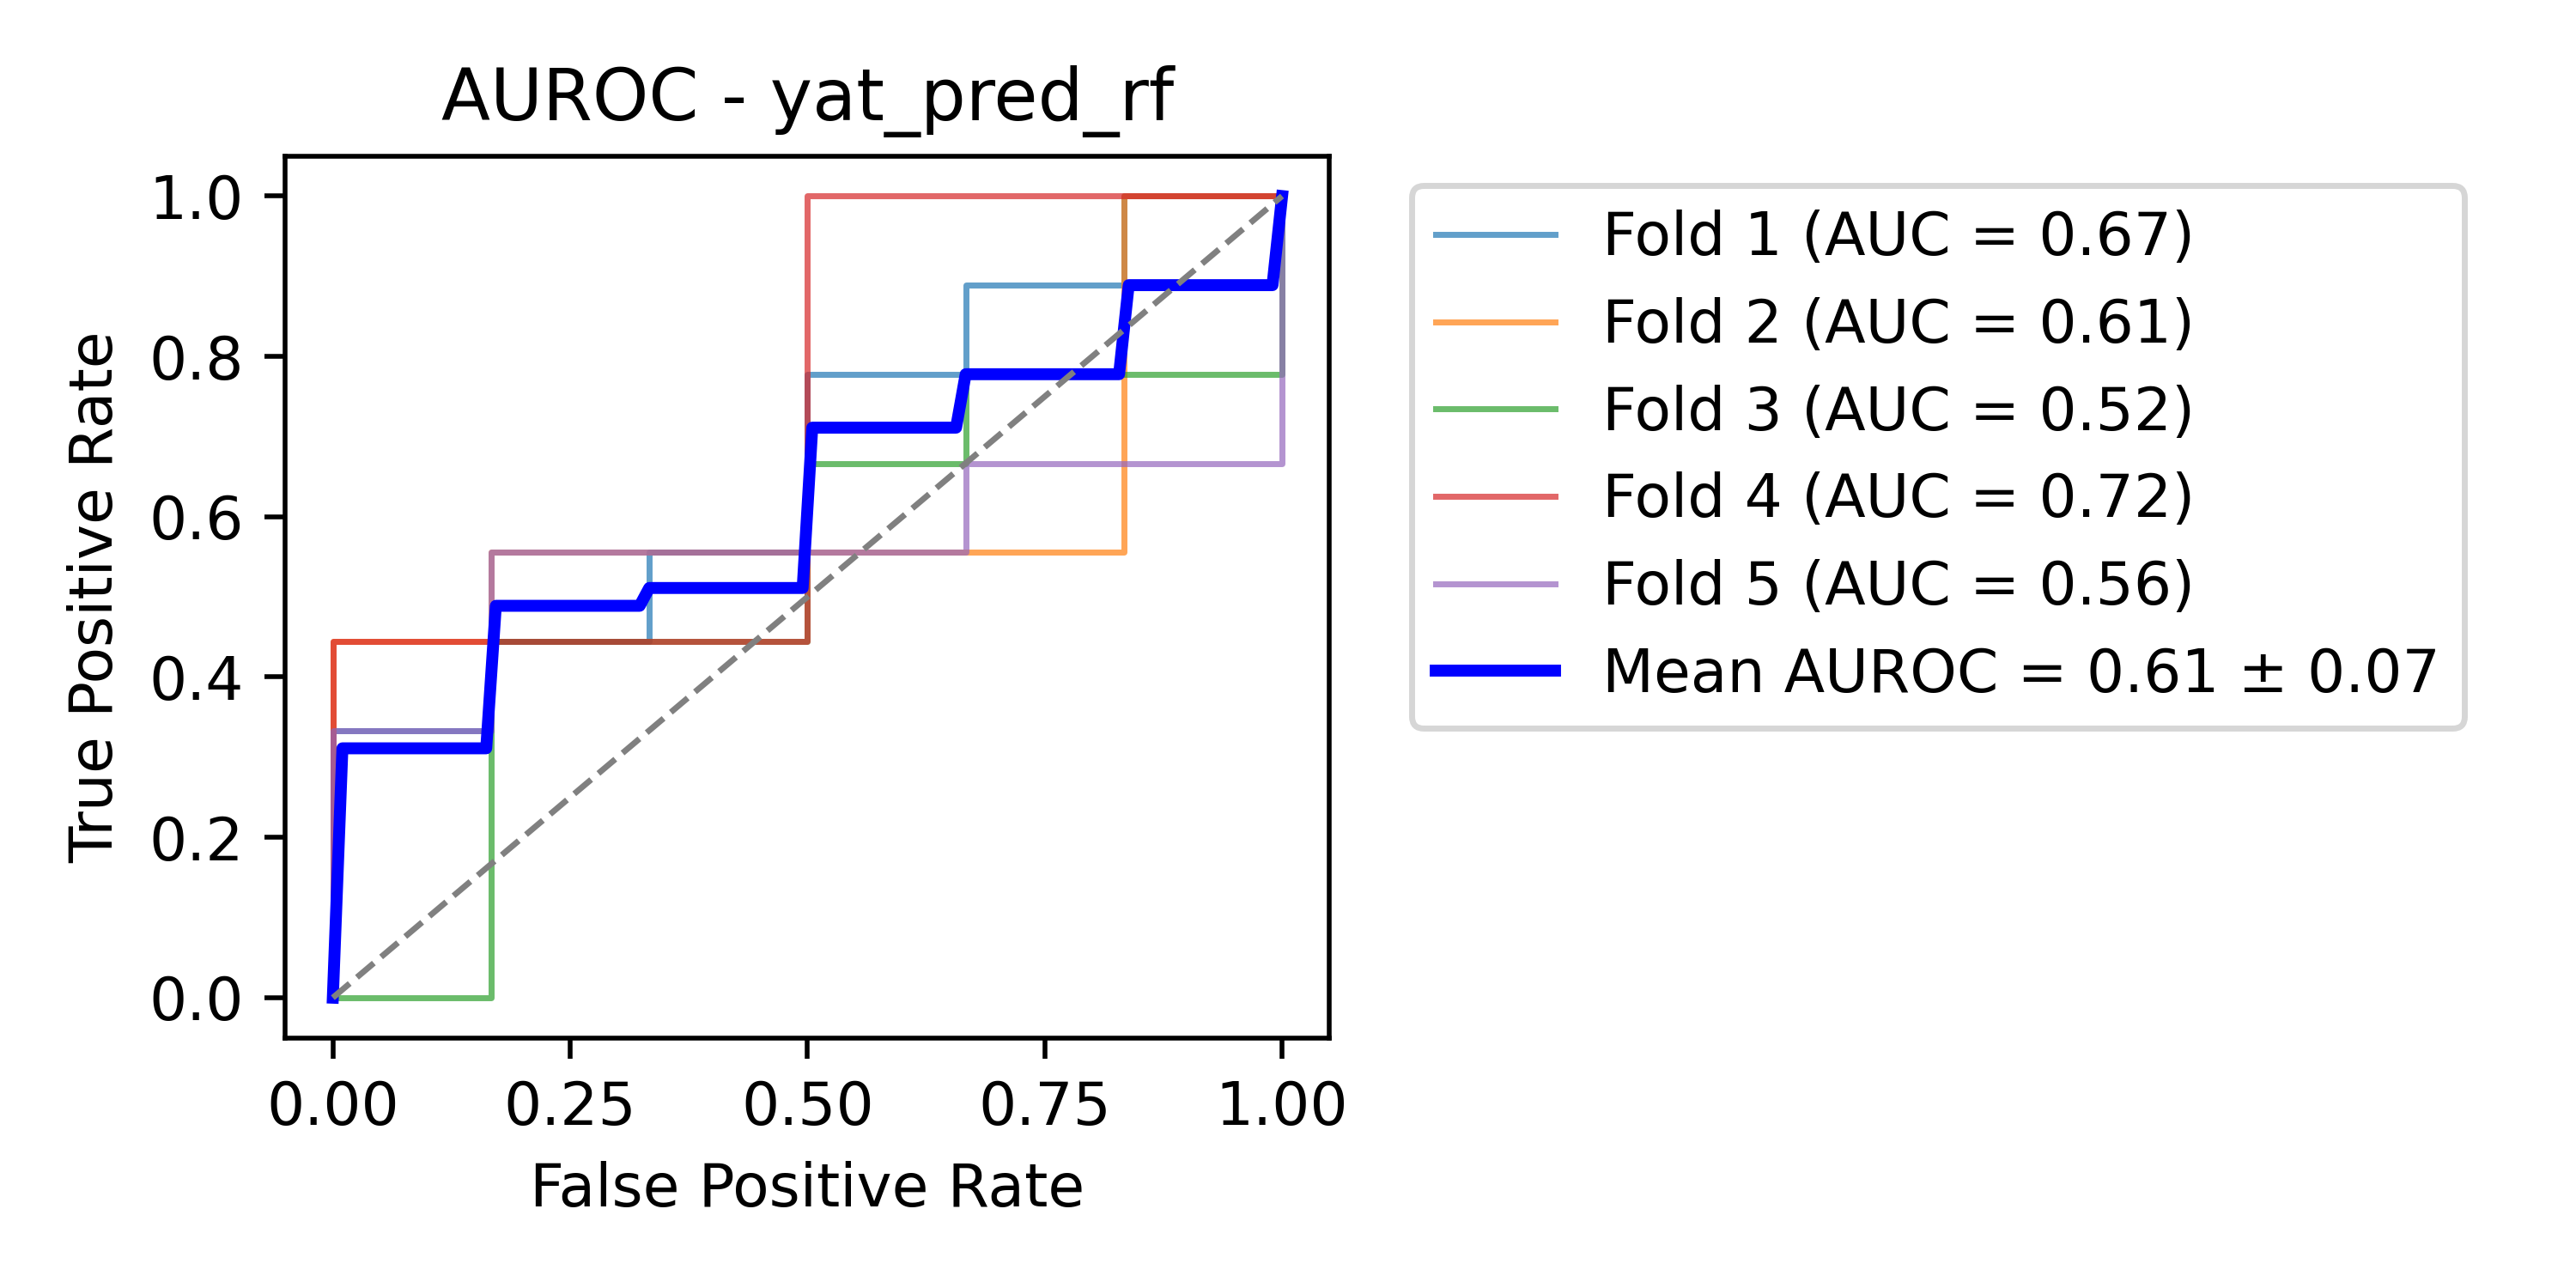 AUROC - yat_pred_rf
True Positive Rate
1.0
0.8
0.6
0.4
0.2
0.0
0.00 0.25 0.50 0.75 1.00
False Positive Rate
Fold 1 (AUC = 0.67)
Fold 2 (AUC = 0.61)
Fold 3 (AUC = 0.52)
Fold 4 (AUC = 0.72)
Fold 5 (AUC = 0.56)
Mean AUROC = 0.61 ± 0.07